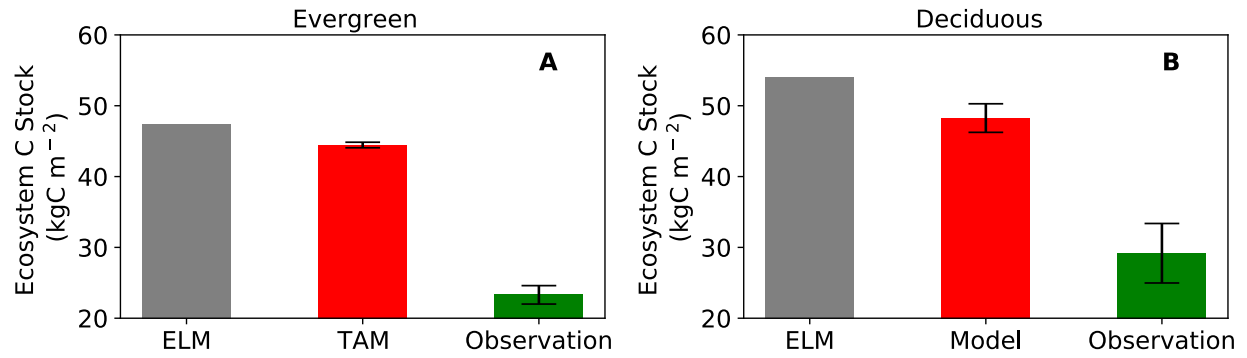 Evergreen
A
Ecosystem C Stock
(kgC m⁻²)
60
50
40
30
20
ELM TAM Observation
Deciduous
B
Ecosystem C Stock
(kgC m⁻²)
60
50
40
30
20
ELM Model Observation